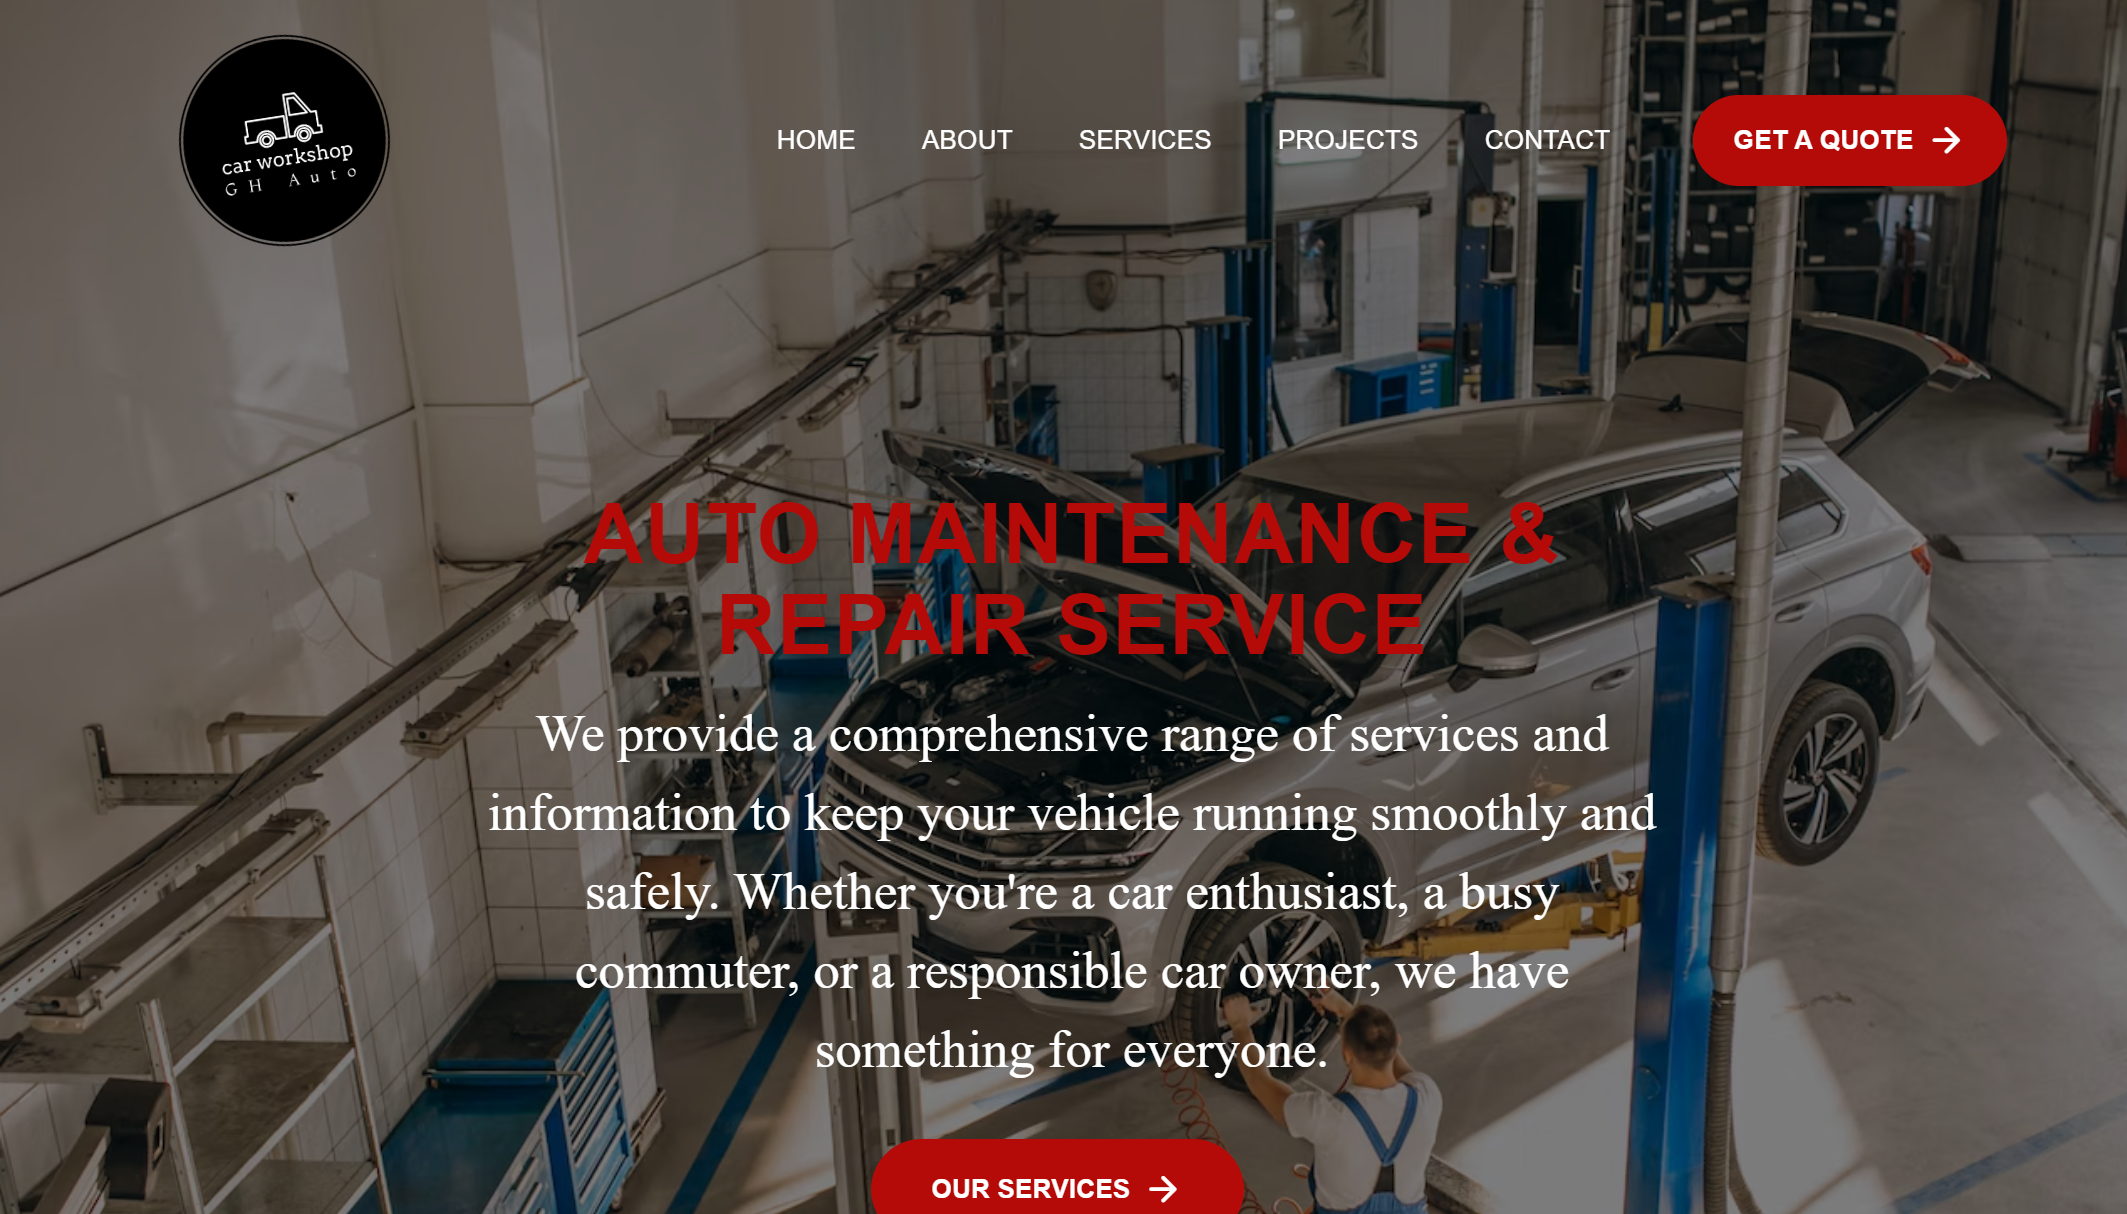 car workshop
GH Auto
HOME
ABOUT
SERVICES
PROJECTS
CONTACT
GET A QUOTE
AUTO MAINTENANCE &
REPAIR SERVICE
We provide a comprehensive range of services and
information to keep your vehicle running smoothly and
safely. Whether you're a car enthusiast, a busy
commuter, or a responsible car owner, we have
something for everyone.
OUR SERVICES